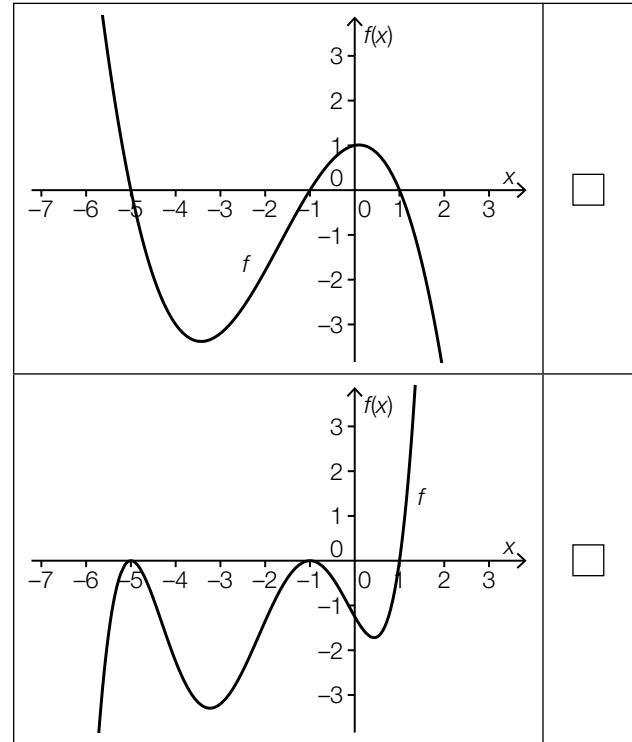 f(x)
3
2
1
0
x
–7 –6 –5 –4 –3 –2 –1 0 1 2 3
–1
f
–2
–3
f(x)
3
2
f
1
0
x
–7 –6 –5 –4 –3 –2 –1 0 1 2 3
–1
–2
–3